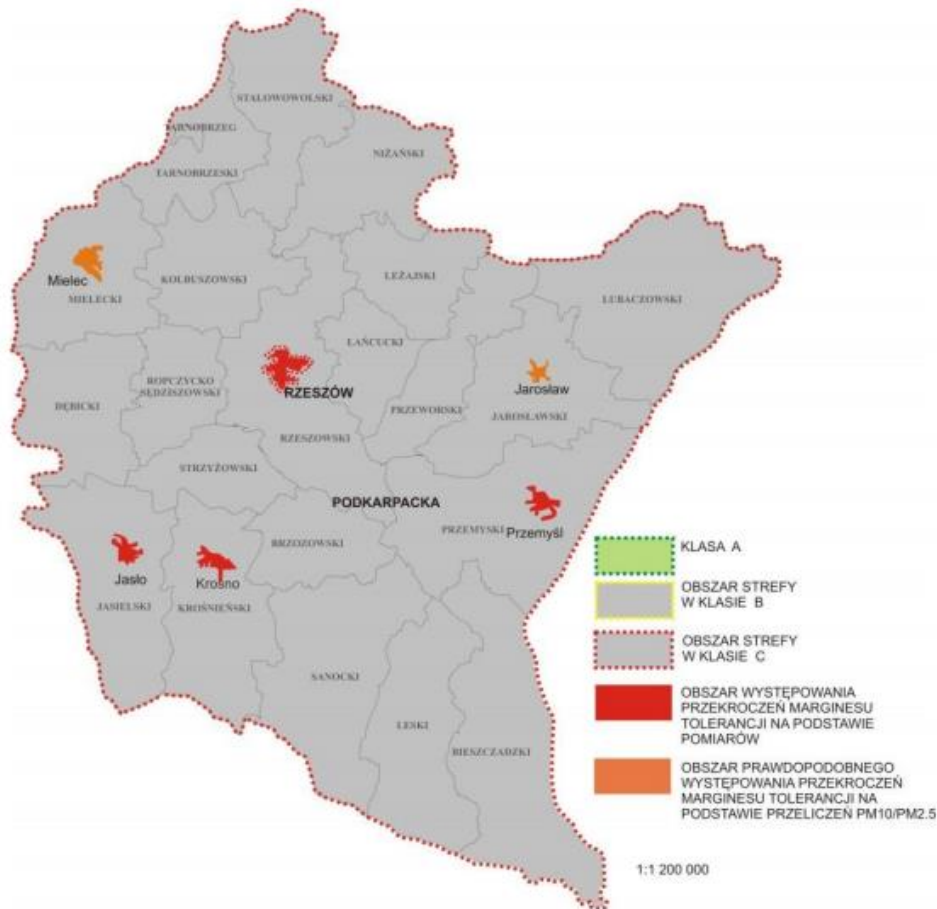 STALOWOWOLSKI
TARNOBRZEG
NIŻAŃSKI
TARNOBRZESKI
Mielec
MIELECKI
KOLBUSZOWSKI
LEŻAJSKI
LUBACZOWSKI
ŁAŃCUCKI
RZESZÓW
Jarosław
JAROSŁAWSKI
ROPCZYCKO
SĘDZISZOWSKI
DĘBICKI
PRZEWORSKI
RZESZOWSKI
STRZYŻOWSKI
PODKARPACKA
PRZEMYSKI
Przemyśl
BRZOZOWSKI
Jasło
JASIELSKI
Krosno
KROŚNIEŃSKI
SANOCKI
LESKI
BIESZCZADZKI
KLASA A
OBSZAR STREFY
W KLASIE B
OBSZAR STREFY
W KLASIE C
OBSZAR WYSTĘPOWANIA
PRZEKROCZEŃ MARGINESU
TOLERANCJI NA PODSTAWIE
POMIARÓW
OBSZAR PRAWDOPODOBNEGO
WYSTĘPOWANIA PRZEKROCZEŃ
MARGINESU TOLERANCJI NA
PODSTAWIE PRZELICZEŃ PM10/PM2.5
1:1 200 000